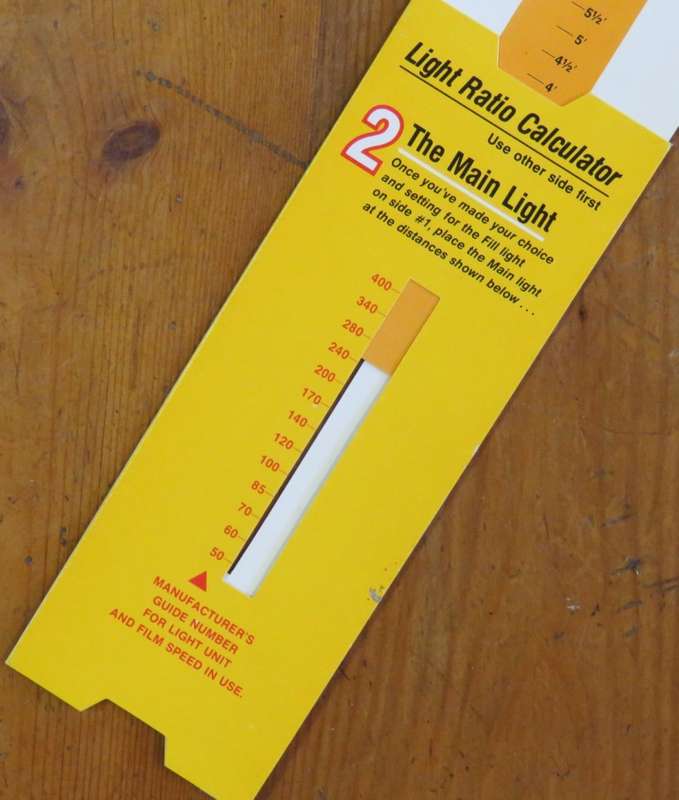 5½'
5'
4½'
4'
Light Ratio Calculator
Use other side first
2 The Main Light
Once you've made your choice
and setting for the Fill light
on side #1, place the Main light
at the distances shown below...
400
340
280
240
200
170
140
120
100
85
70
60
50
MANUFACTURER'S
GUIDE NUMBER
FOR LIGHT UNIT
AND FILM SPEED IN USE.